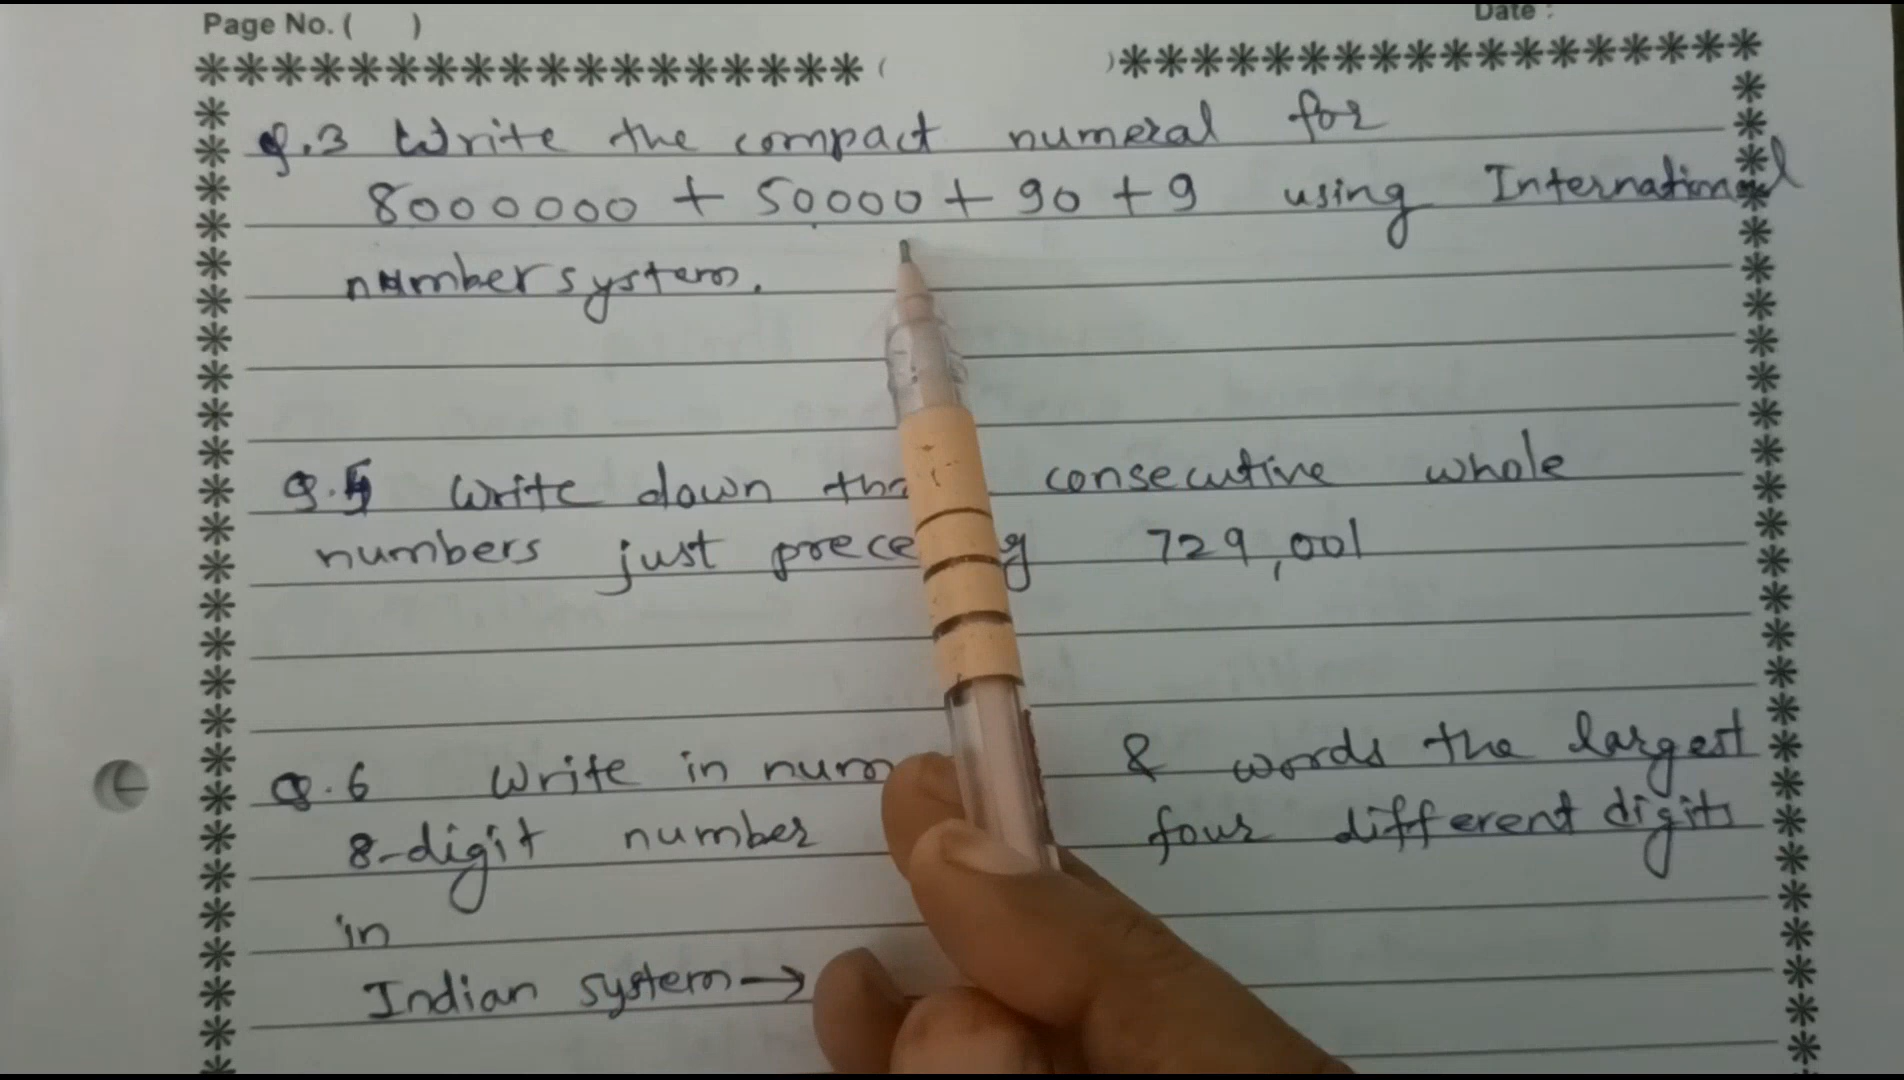 Page No. ( )
Date :
Q.3 Write the compact numeral for
8000000 + 50000 + 90 + 9 using International
number system.
Q.5 Write down consecutive whole
numbers just 729,001
Q.6 Write in & words the largest
8-digit number four different digits
in
Indian system →